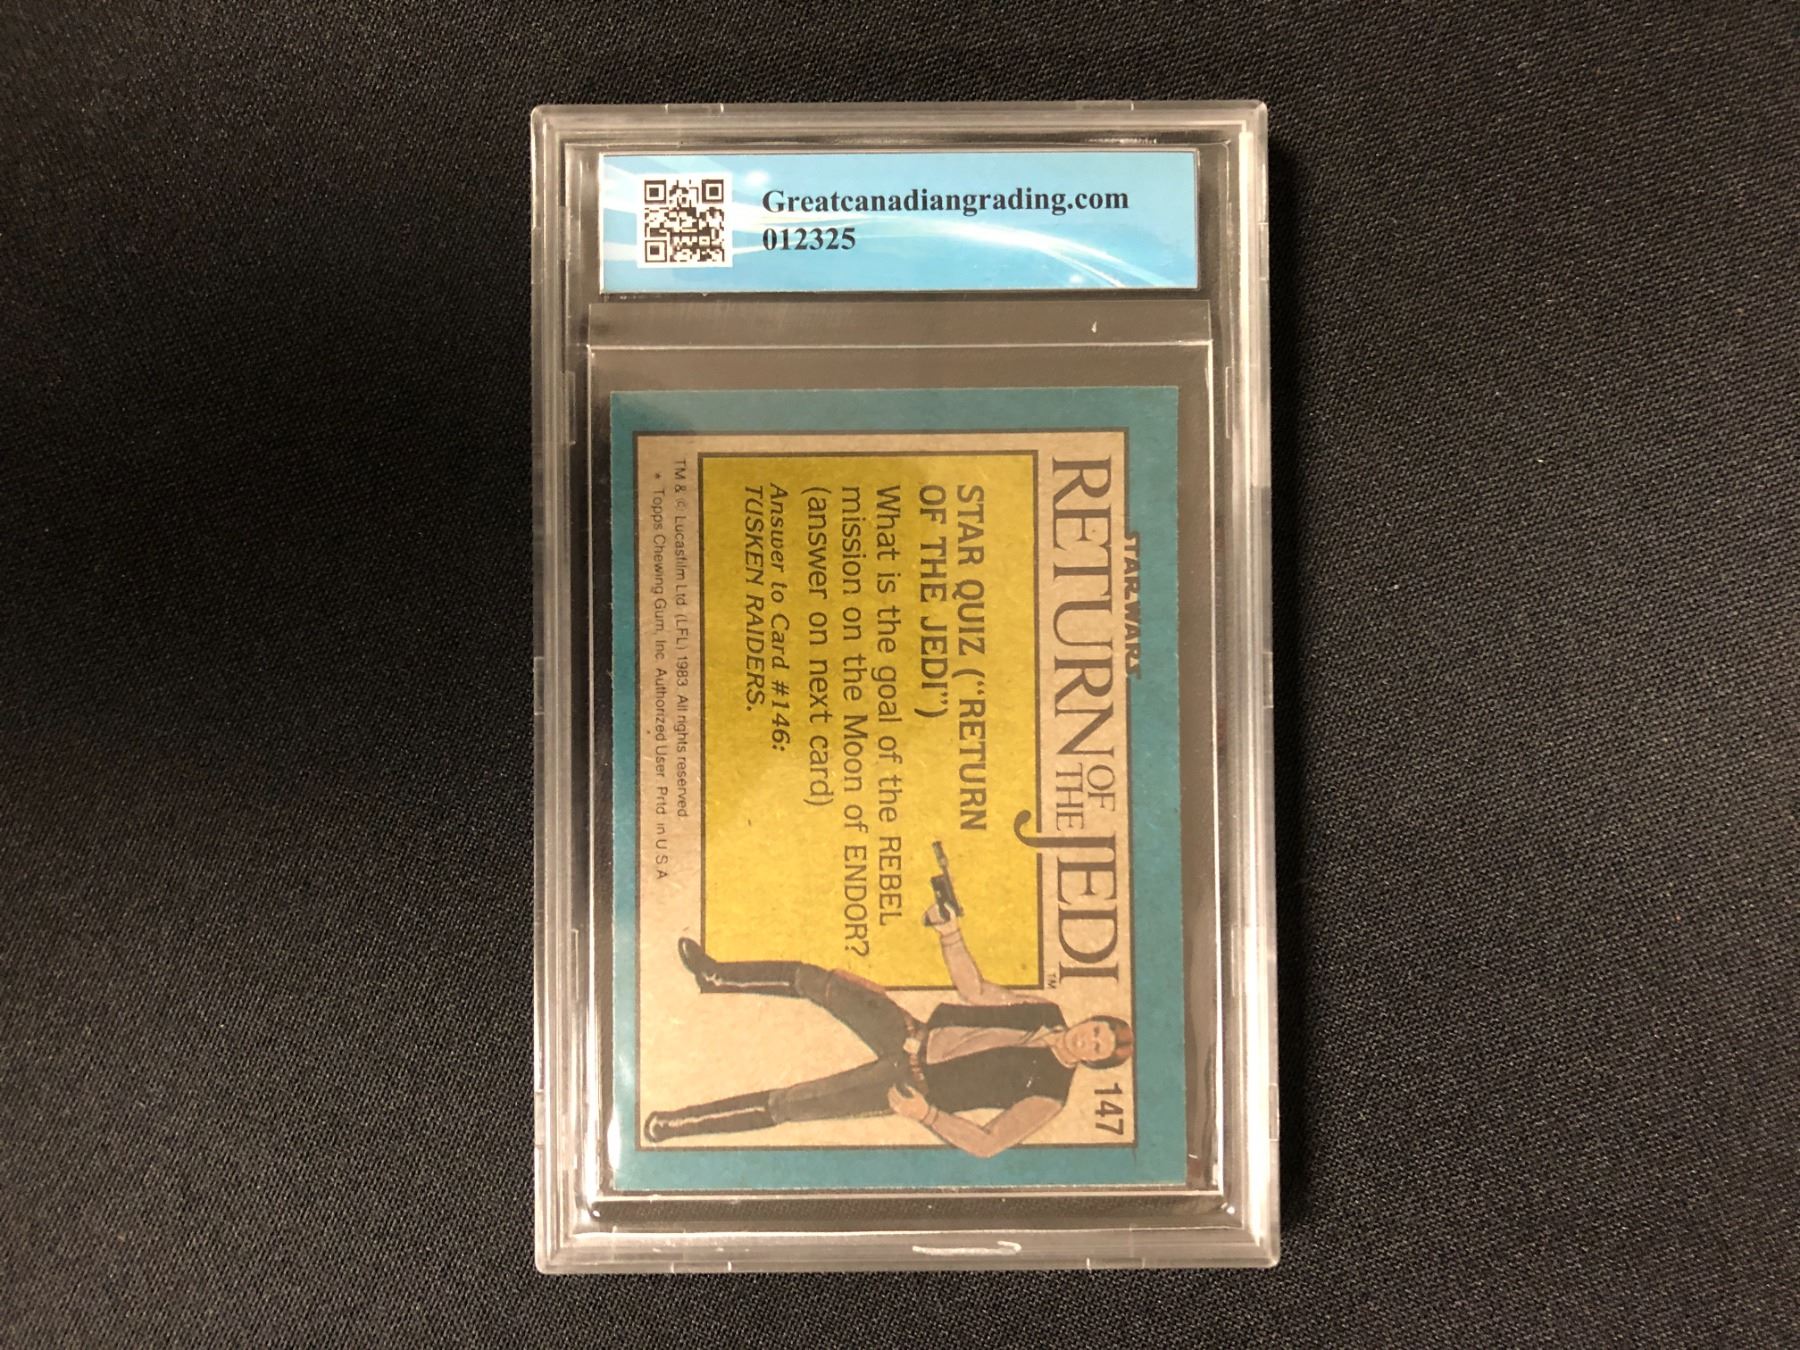 Greatcanadiangrading.com
012325
STAR WARS
RETURN OF THE JEDI™
147
STAR QUIZ ("RETURN
OF THE JEDI")
What is the goal of the REBEL
mission on the Moon of ENDOR?
(answer on next card)
Answer to Card #146:
TUSKEN RAIDERS.
TM & © Lucasfilm Ltd. (LFL) 1983. All rights reserved.
* Topps Chewing Gum, Inc. Authorized User. Prtd. in U.S.A.